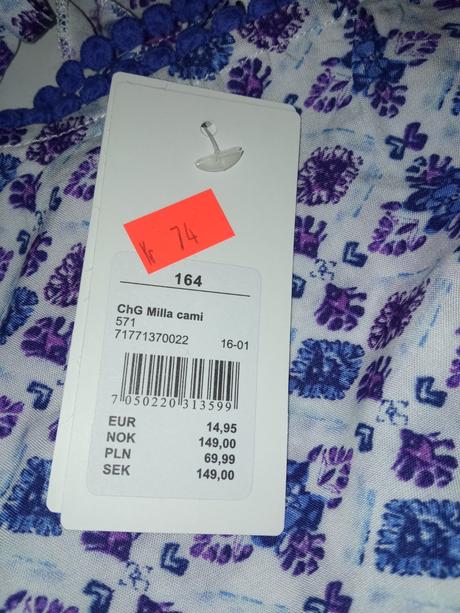 Kr 74
164
ChG Milla cami
571
71771370022 16-01
7 050220 313599
EUR 14,95
NOK 149,00
PLN 69,99
SEK 149,00